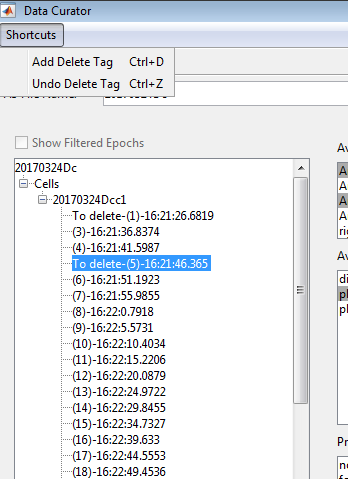 Data Curator
Shortcuts
Add Delete Tag Ctrl+D
Undo Delete Tag Ctrl+Z
Show Filtered Epochs
20170324Dc
Cells
20170324Dcc1
To delete-(1)-16:21:26.6819
(3)-16:21:36.8374
(4)-16:21:41.5987
To delete-(5)-16:21:46.365
(6)-16:21:51.1923
(7)-16:21:55.9855
(8)-16:22:0.7918
(9)-16:22:5.5731
(10)-16:22:10.4034
(11)-16:22:15.2206
(12)-16:22:20.0879
(13)-16:22:24.9722
(14)-16:22:29.8455
(15)-16:22:34.7327
(16)-16:22:39.633
(17)-16:22:44.5553
(18)-16:22:49.4536
Av
A
A
A
A
ri
Av
di
pl
pl
Pr